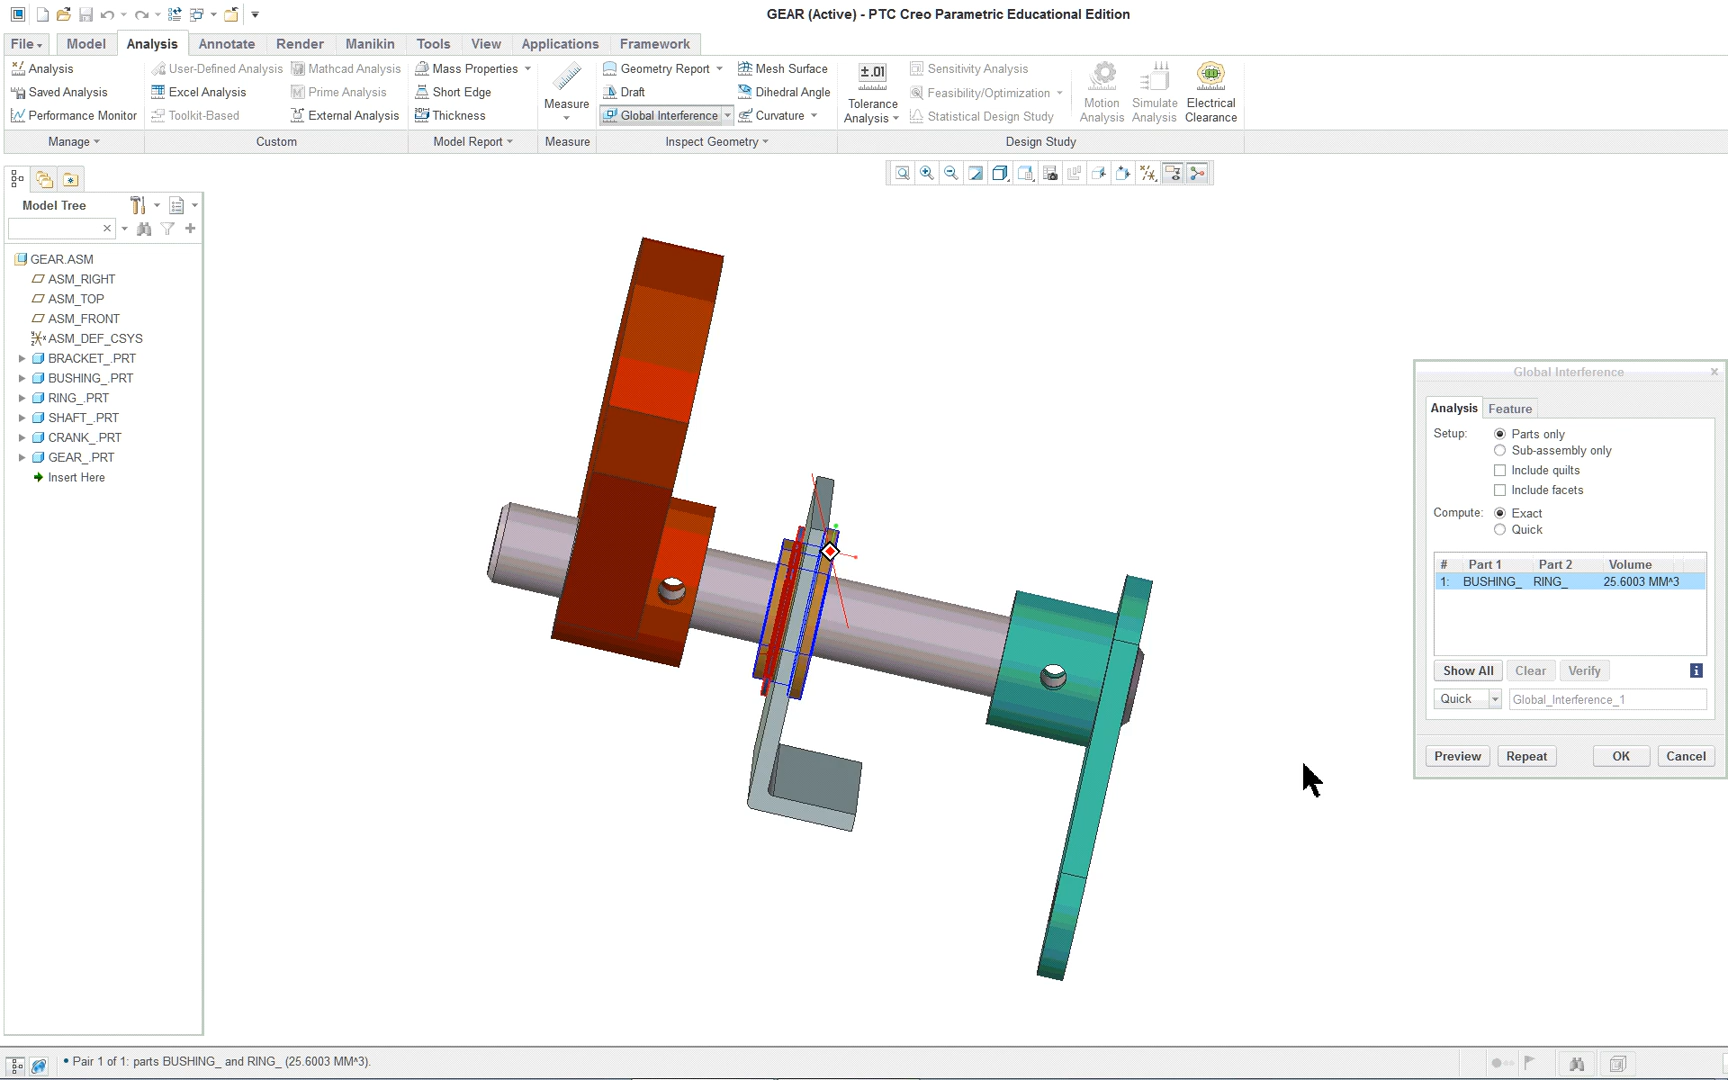 GEAR (Active) - PTC Creo Parametric Educational Edition
File Model Analysis Annotate Render Manikin Tools View Applications Framework
Analysis User-Defined Analysis Mathcad Analysis Mass Properties Geometry Report Mesh Surface Sensitivity Analysis
Saved Analysis Excel Analysis Prime Analysis Short Edge Draft Dihedral Angle Feasibility/Optimization
Performance Monitor Toolkit-Based External Analysis Thickness Global Interference Curvature Statistical Design Study
Measure
±.01
Tolerance
Analysis
Motion
Analysis
Simulate
Analysis
Electrical
Clearance
Manage Custom Model Report Measure Inspect Geometry Design Study
Model Tree
GEAR.ASM
ASM_RIGHT
ASM_TOP
ASM_FRONT
ASM_DEF_CSYS
BRACKET_.PRT
BUSHING_.PRT
RING_.PRT
SHAFT_.PRT
CRANK_.PRT
GEAR_.PRT
Insert Here
Global Interference
Analysis Feature
Setup: Parts only
Sub-assembly only
Include quilts
Include facets
Compute: Exact
Quick
# Part 1 Part 2 Volume
1: BUSHING_ RING_ 25.6003 MM^3
Show All Clear Verify
Quick Global_Interference_1
Preview Repeat OK Cancel
• Pair 1 of 1: parts BUSHING_ and RING_ (25.6003 MM^3).